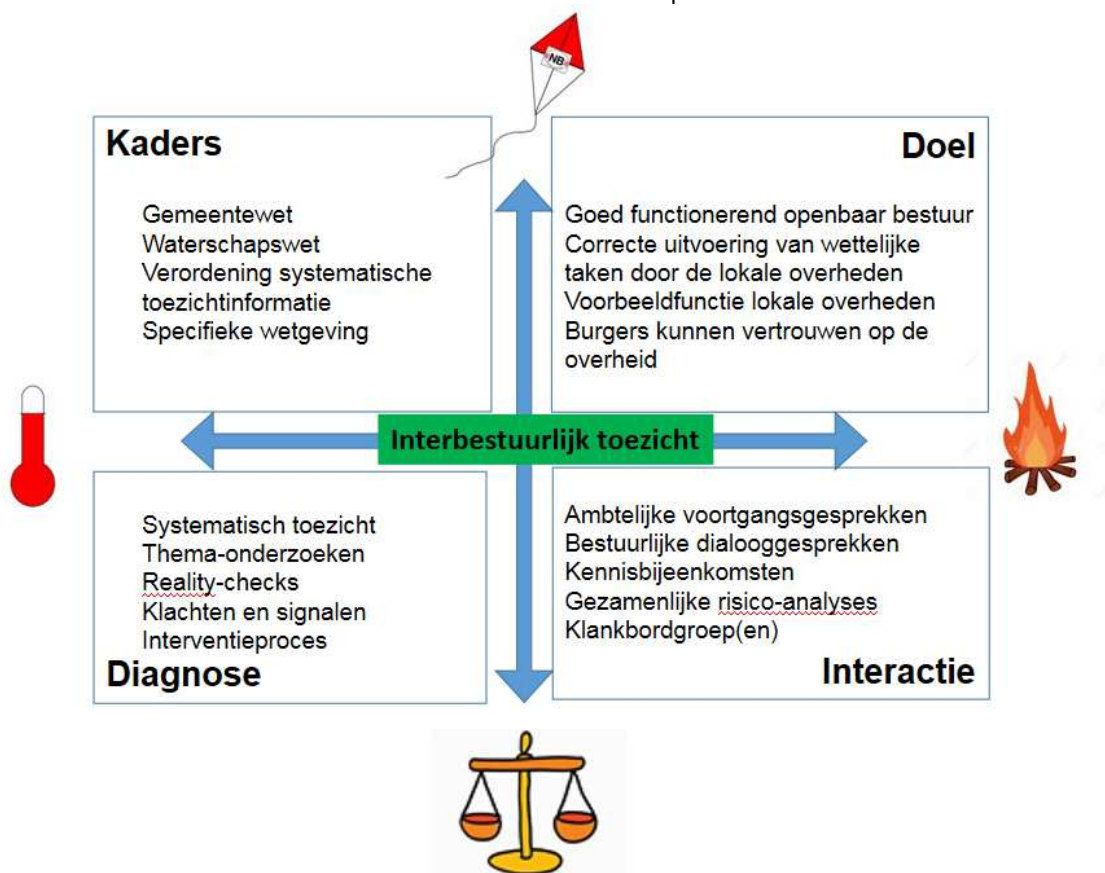 NB
Kaders
Gemeentewet
Waterschapswet
Verordening systematische
toezichtinformatie
Specifieke wetgeving
Doel
Goed functionerend openbaar bestuur
Correcte uitvoering van wettelijke
taken door de lokale overheden
Voorbeeldfunctie lokale overheden
Burgers kunnen vertrouwen op de
overheid
Interbestuurlijk toezicht
Systematisch toezicht
Thema-onderzoeken
Reality-checks
Klachten en signalen
Interventieproces
Diagnose
Ambtelijke voortgangsgesprekken
Bestuurlijke dialooggesprekken
Kennisbijeenkomsten
Gezamenlijke risico-analyses
Klankbordgroep(en)
Interactie